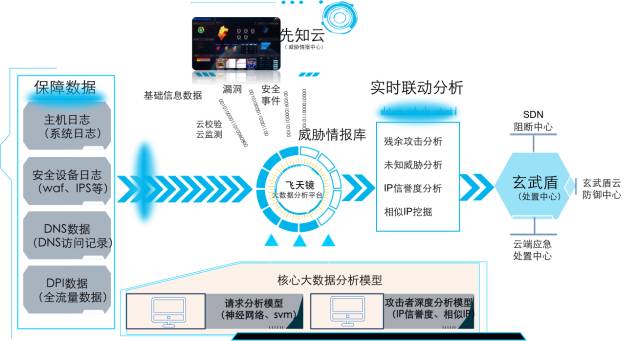 先知云
（威胁情报中心）
保障数据
基础信息数据
漏洞
安全
事件
实时联动分析
主机日志
（系统日志）
云校验
云监测
威胁情报库
SDN
阻断中心
残余攻击分析
未知威胁分析
IP信誉度分析
相似IP挖掘
安全设备日志
（waf、IPS等）
飞天镜
大数据分析平台
玄武盾
（处置中心）
玄武盾云
防御中心
DNS数据
（DNS访问记录）
云端应急
处置中心
DPI数据
（全流量数据）
核心大数据分析模型
请求分析模型
（神经网络、svm）
攻击者深度分析模型
（IP信誉、相似IP